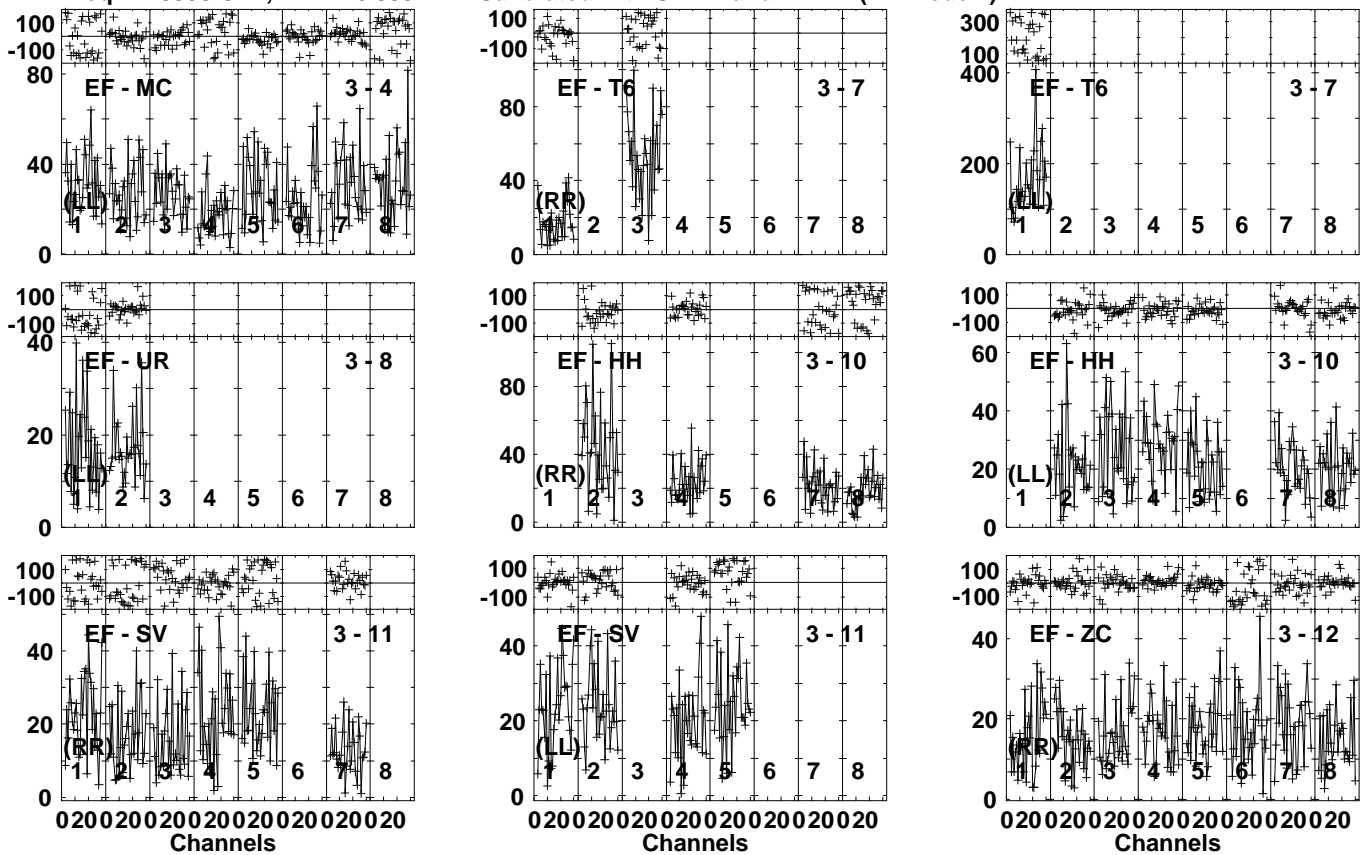 100 100 300
-100 -100 100
80 EF - MC 3 - 4 EF - T6 3 - 7 400 EF - T6 3 - 7
80
40 200
40
(LL) (RR) (LL)
1 2 3 4 5 6 7 8 1 2 3 4 5 6 7 8 1 2 3 4 5 6 7 8
0 0 0
100 100 100
-100 -100 -100
40 EF - UR 3 - 8 EF - HH 3 - 10 60 EF - HH 3 - 10
80
20 40 40
20
(LL) (RR) (LL)
1 2 3 4 5 6 7 8 1 2 3 4 5 6 7 8 1 2 3 4 5 6 7 8
0 0 0
100 100 100
-100 -100 -100
EF - SV 3 - 11 EF - SV 3 - 11 EF - ZC 3 - 12
40 40 40
20 20 20
(RR) (LL) (RR)
1 2 3 4 5 6 7 8 1 2 3 4 5 6 7 8 1 2 3 4 5 6 7 8
0 0 0
020020020020020020020020 020020020020020020020020 020020020020020020020020
Channels Channels Channels